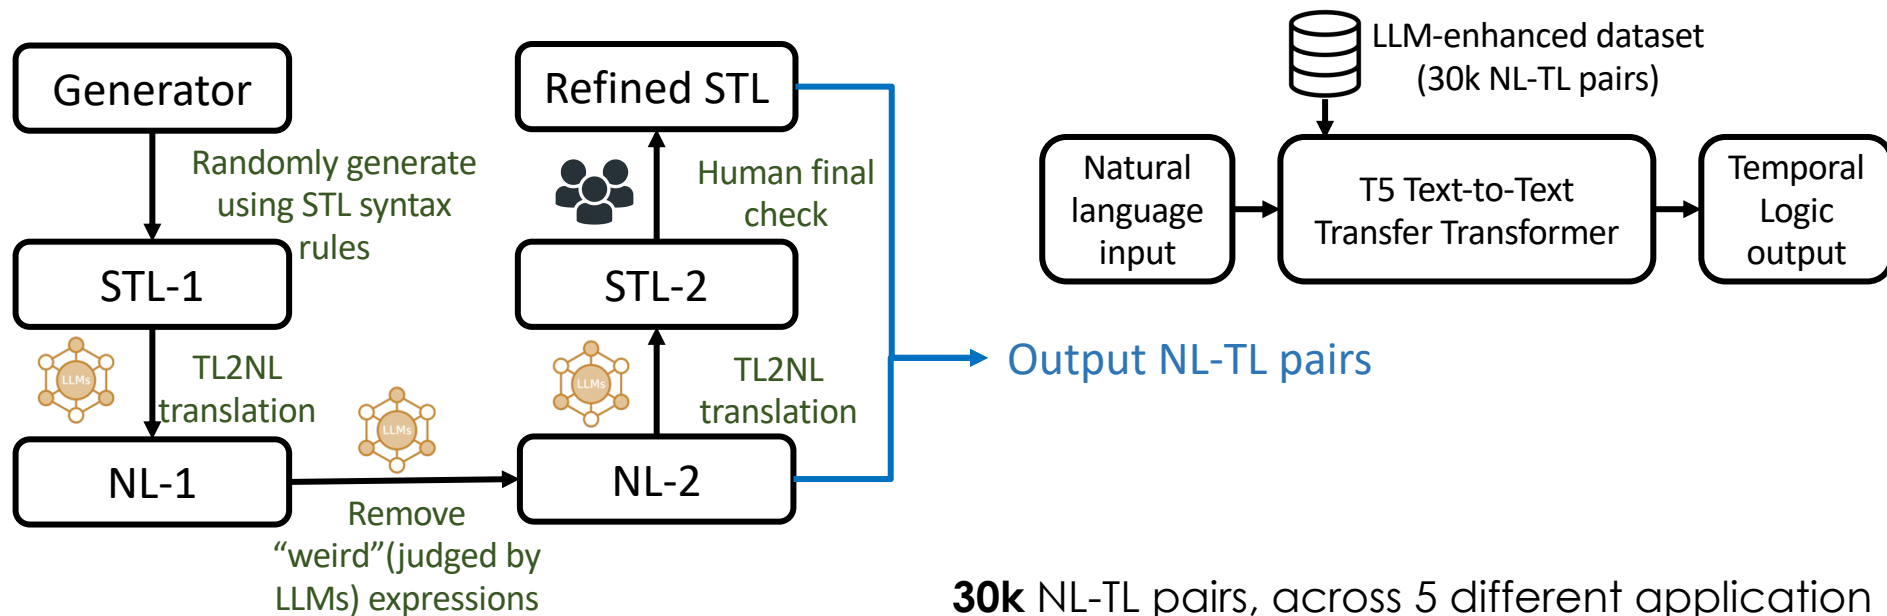 Generator
Randomly generate
using STL syntax
rules
STL-1
LLMs
TL2NL
translation
NL-1
LLMs
Remove
“weird”(judged by
LLMs) expressions
Refined STL
Human final
check
STL-2
LLMs
TL2NL
translation
NL-2
Output NL-TL pairs
LLM-enhanced dataset
(30k NL-TL pairs)
Natural
language
input
T5 Text-to-Text
Transfer Transformer
Temporal
Logic
output
30k NL-TL pairs, across 5 different application